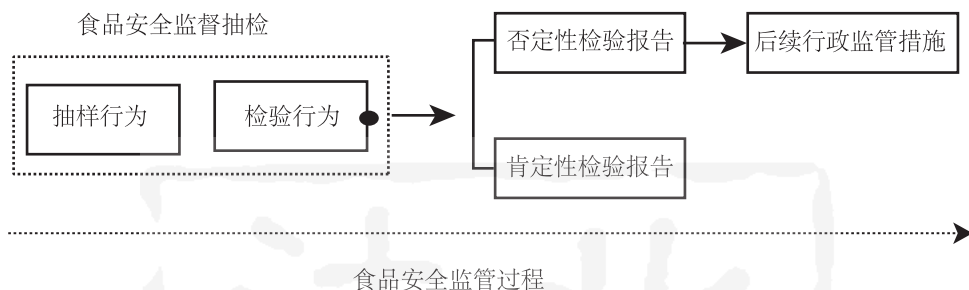 食品安全监督抽检
抽样行为
检验行为
否定性检验报告
后续行政监管措施
肯定性检验报告
食品安全监管过程